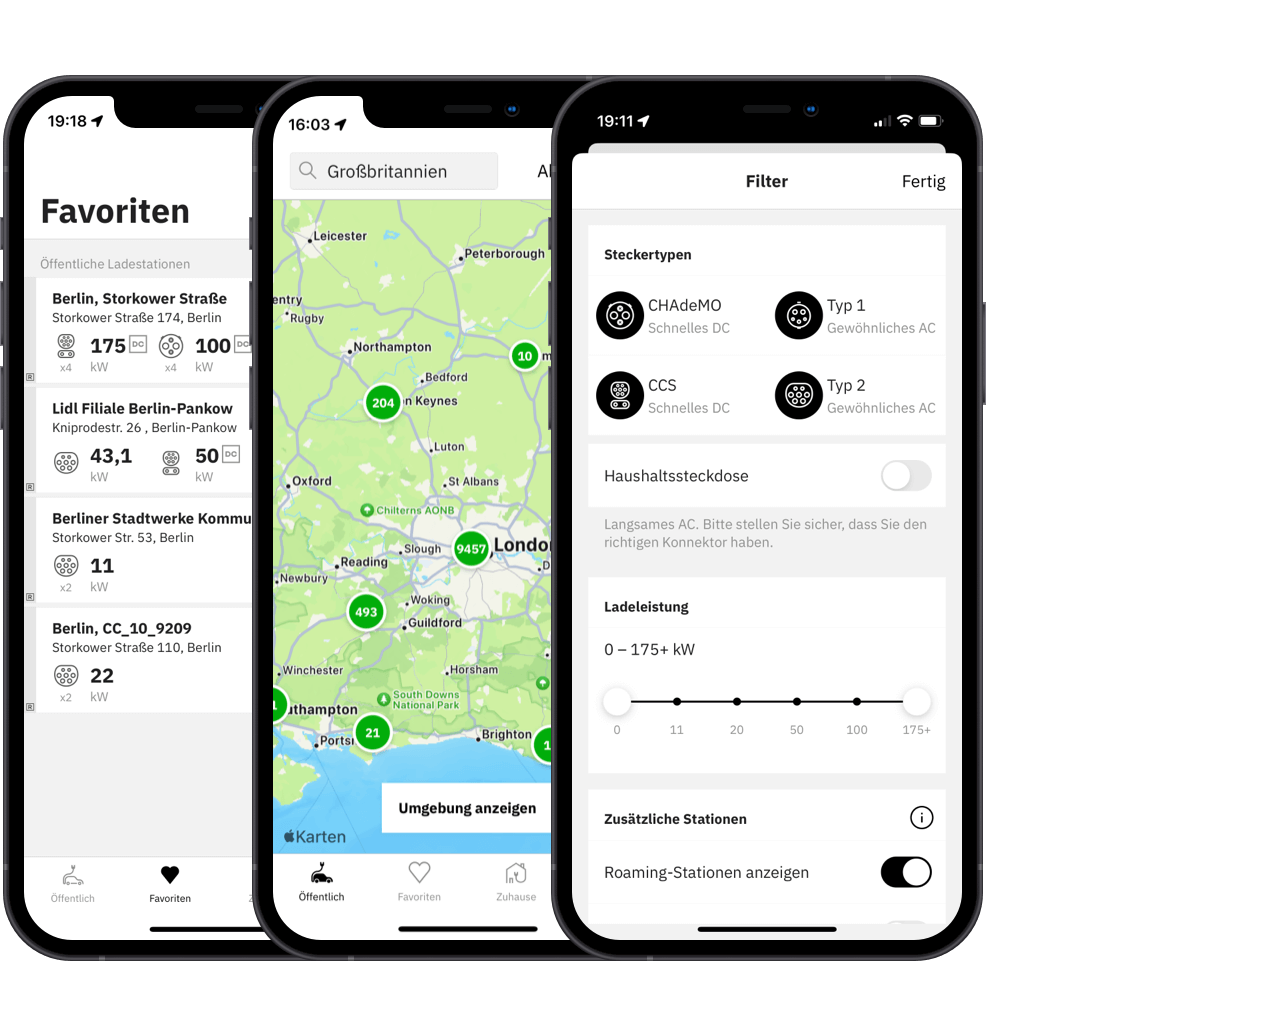 19:18
Favoriten
Öffentliche Ladestationen
Berlin, Storkower Straße
Storkower Straße 174, Berlin
175 DC 100 DC
x4 kW x4 kW
R
Lidl Filiale Berlin-Pankow
Kniprodestr. 26 , Berlin-Pankow
43,1 50 DC
kW kW
R
Berliner Stadtwerke Kommu
Storkower Str. 53, Berlin
11
x2 kW
R
Berlin, CC_10_9209
Storkower Straße 110, Berlin
22
x2 kW
R
Öffentlich Favoriten
16:03
Großbritannien
Leicester
Peterborough
entry
Rugby
Northampton
10
Bedford
204
n Keynes
Luton
Oxford
St Albans
Chilterns AONB
9457
London
Slough
Reading
Newbury
Woking
493
Guildford
Winchester
Horsham
South Downs
National Park
uthampton
21
Brighton
Umgebung anzeigen
Karten
Öffentlich Favoriten Zuhause
19:11
Filter Fertig
Steckertypen
CHAdeMO Typ 1
Schnelles DC Gewöhnliches AC
CCS Typ 2
Schnelles DC Gewöhnliches AC
Haushaltssteckdose
Langsames AC. Bitte stellen Sie sicher, dass Sie den
richtigen Konnektor haben.
Ladeleistung
0 – 175+ kW
0 11 20 50 100 175+
Zusätzliche Stationen
Roaming-Stationen anzeigen